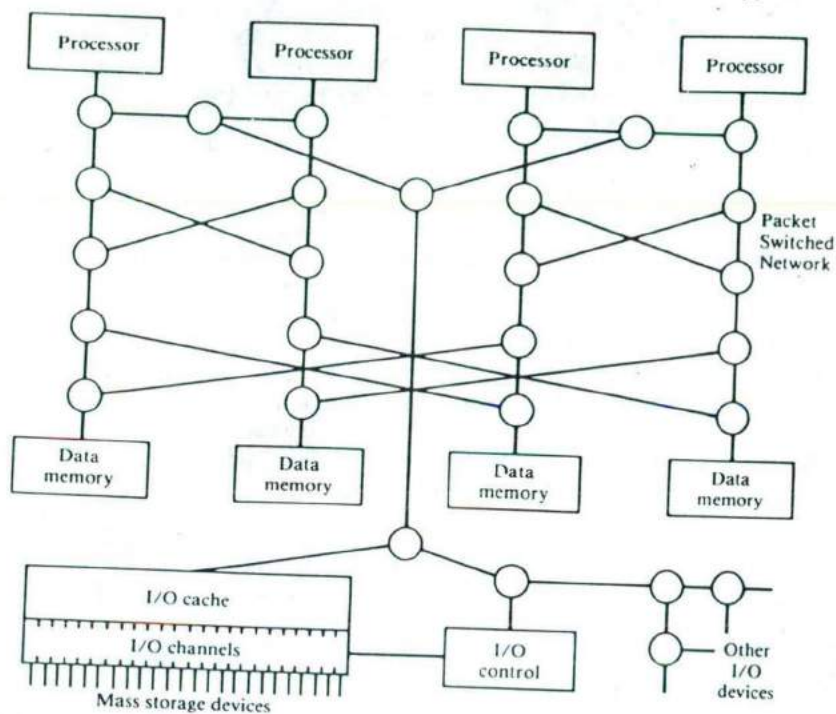 Processor
Processor
Processor
Processor
Packet
Switched
Network
Data
memory
Data
memory
Data
memory
Data
memory
I/O cache
I/O channels
I/O
control
Other
I/O
devices
Mass storage devices